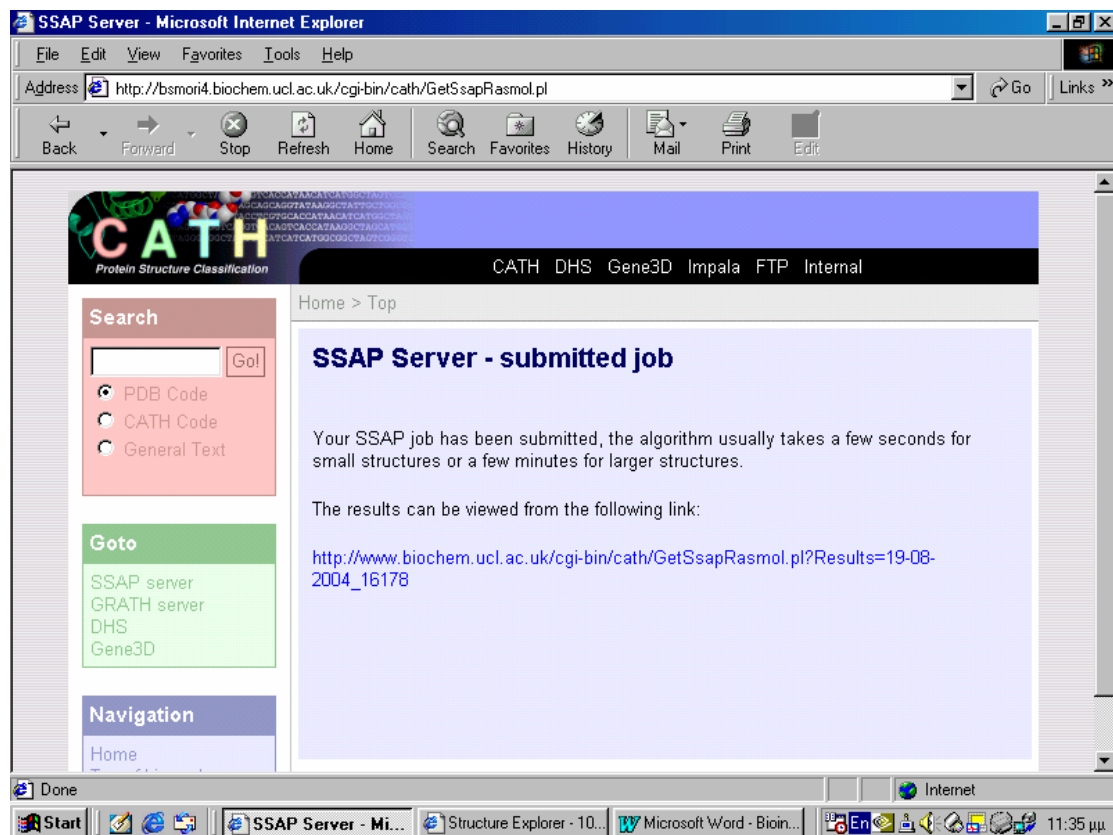 SSAP Server - Microsoft Internet Explorer
File Edit View Favorites Tools Help
Address http://bsmori4.biochem.ucl.ac.uk/cgi-bin/cath/GetSsapRasmol.pl Go Links »
Back Forward Stop Refresh Home Search Favorites History Mail Print Edit
CATH
Protein Structure Classification
CATH DHS Gene3D Impala FTP Internal
Home > Top
Search
Go!
PDB Code
CATH Code
General Text
SSAP Server - submitted job
Your SSAP job has been submitted, the algorithm usually takes a few seconds for
small structures or a few minutes for larger structures.
The results can be viewed from the following link:
http://www.biochem.ucl.ac.uk/cgi-bin/cath/GetSsapRasmol.pl?Results=19-08-
2004_16178
Goto
SSAP server
GRATH server
DHS
Gene3D
Navigation
Home
Done Internet
Start SSAP Server - Mi... Structure Explorer - 10... Microsoft Word - Bioin... En 11:35 μμ